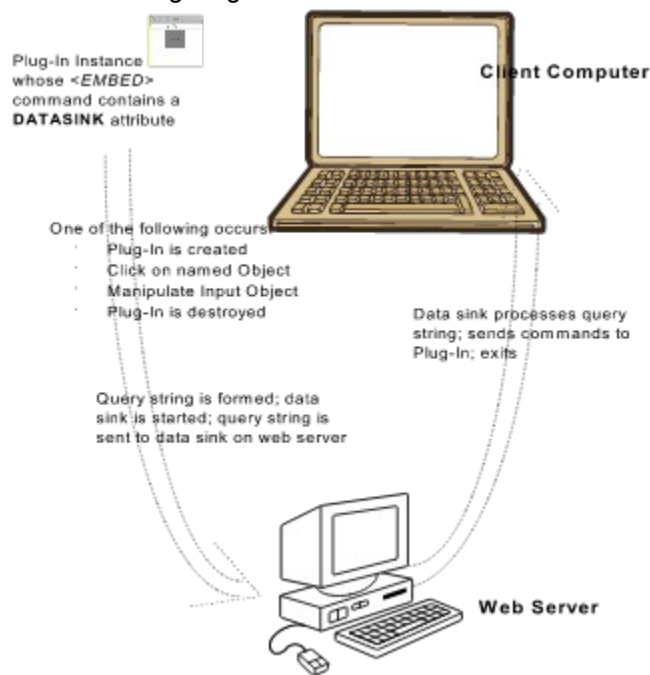 Plug-In Instance
whose <EMBED>
command contains a
DATASINK attribute
Client Computer
One of the following occurs:
· Plug-In is created
· Click on named Object
· Manipulate Input Object
· Plug-In is destroyed
Data sink processes query
string; sends commands to
Plug-In; exits
Query string is formed; data
sink is started; query string is
sent to data sink on web server
Web Server